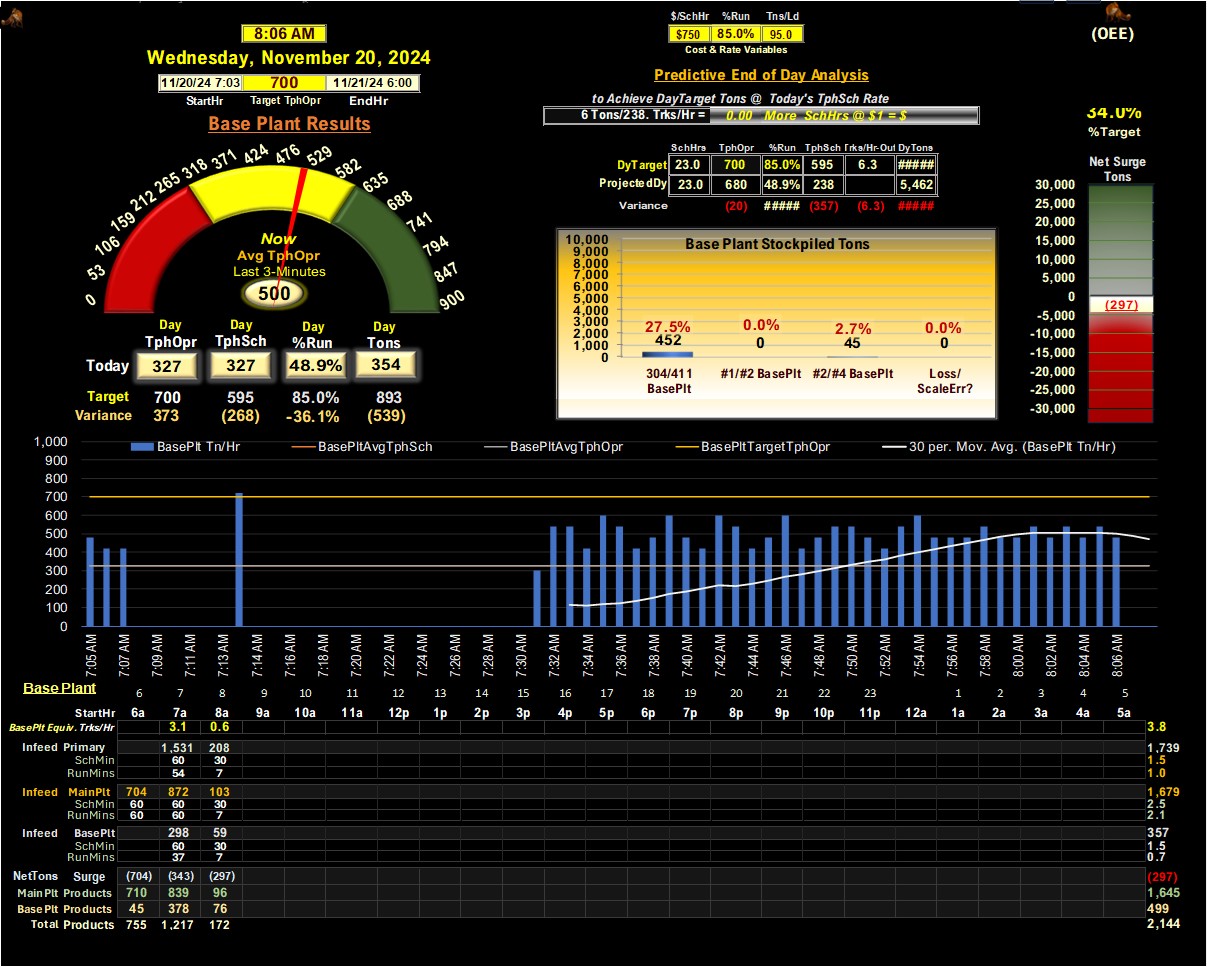 8:06 AM
Wednesday, November 20, 2024
11/20/24 7:03 700 11/21/24 6:00
StartHr Target TphOpr EndHr
Base Plant Results
0 53 106 159 212 265 318 371 424 476 529 582 635 688 741 794 847 900
Now
Avg TphOpr
Last 3-Minutes
500
Day Day Day Day
TphOpr TphSch %Run Tons
Today 327 327 48.9% 354
Target 700 595 85.0% 893
Variance 373 (268) -36.1% (539)
$/SchHr %Run Tns/Ld
$750 85.0% 95.0
Cost & Rate Variables
Predictive End of Day Analysis
to Achieve DayTarget Tons @ Today's TphSch Rate
6 Tons/238. Trks/Hr = 0.00 More SchHrs @ $1 = $
SchHrs TphOpr %Run TphSch Trks/Hr-Out DyTons
DyTarget 23.0 700 85.0% 595 6.3 #####
ProjectedDy 23.0 680 48.9% 238 5,462
Variance (20) ##### (357) (6.3) #####
Base Plant Stockpiled Tons
10,000
9,000
8,000
7,000
6,000
5,000
4,000
3,000
2,000
1,000
0
27.5% 0.0% 2.7% 0.0%
452 0 45 0
304/411 #1/#2 BasePlt #2/#4 BasePlt Loss/
BasePlt ScaleErr?
(OEE)
34.0%
%Target
Net Surge
Tons
30,000
25,000
20,000
15,000
10,000
5,000
0
(297)
-5,000
-10,000
-15,000
-20,000
-25,000
-30,000
BasePlt Tn/Hr BasePltAvgTphSch BasePltAvgTphOpr BasePltTargetTphOpr 30 per. Mov. Avg. (BasePlt Tn/Hr)
1,000
900
800
700
600
500
400
300
200
100
0
7:05 AM 7:07 AM 7:09 AM 7:11 AM 7:13 AM 7:14 AM 7:16 AM 7:18 AM 7:20 AM 7:22 AM 7:24 AM 7:26 AM 7:28 AM 7:30 AM 7:32 AM 7:34 AM 7:36 AM 7:38 AM 7:40 AM 7:42 AM 7:44 AM 7:46 AM 7:48 AM 7:50 AM 7:52 AM 7:54 AM 7:56 AM 7:58 AM 8:00 AM 8:02 AM 8:04 AM 8:06 AM
Base Plant 6 7 8 9 10 11 12 13 14 15 16 17 18 19 20 21 22 23 1 2 3 4 5
StartHr 6a 7a 8a 9a 10a 11a 12p 1p 2p 3p 4p 5p 6p 7p 8p 9p 10p 11p 12a 1a 2a 3a 4a 5a
BasePlt Equiv. Trks/Hr 3.1 0.6 3.8
Infeed Primary 1,531 208 1,739
SchMin 60 30 1.5
RunMins 54 7 1.0
Infeed MainPlt 704 872 103 1,679
SchMin 60 60 30 2.5
RunMins 60 60 7 2.1
Infeed BasePlt 298 59 357
SchMin 60 30 1.5
RunMins 37 7 0.7
NetTons Surge (704) (343) (297) (297)
MainPlt Products 710 839 96 1,645
BasePlt Products 45 378 76 499
Total Products 755 1,217 172 2,144